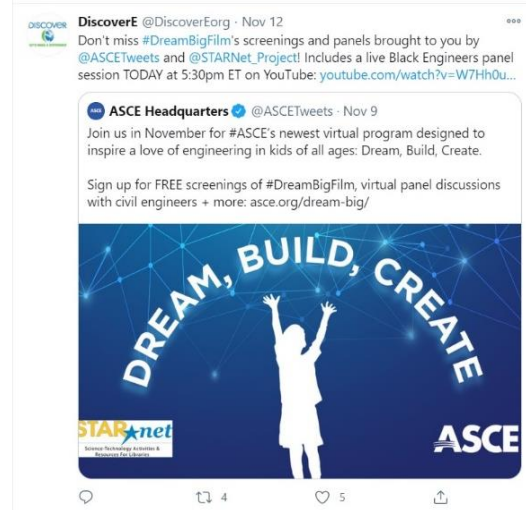 DISCOVER
DiscoverE @DiscoverEorg · Nov 12
Don't miss #DreamBigFilm's screenings and panels brought to you by
@ASCETweets and @STARNet_Project! Includes a live Black Engineers panel
session TODAY at 5:30pm ET on YouTube: youtube.com/watch?v=W7Hh0u...
ASCE
ASCE Headquarters @ASCETweets · Nov 9
Join us in November for #ASCE's newest virtual program designed to
inspire a love of engineering in kids of all ages: Dream, Build, Create.
Sign up for FREE screenings of #DreamBigFilm, virtual panel discussions
with civil engineers + more: asce.org/dream-big/
DREAM, BUILD, CREATE
STARnet
Science-Technology Activities &
Resources For Libraries
ASCE
4
5